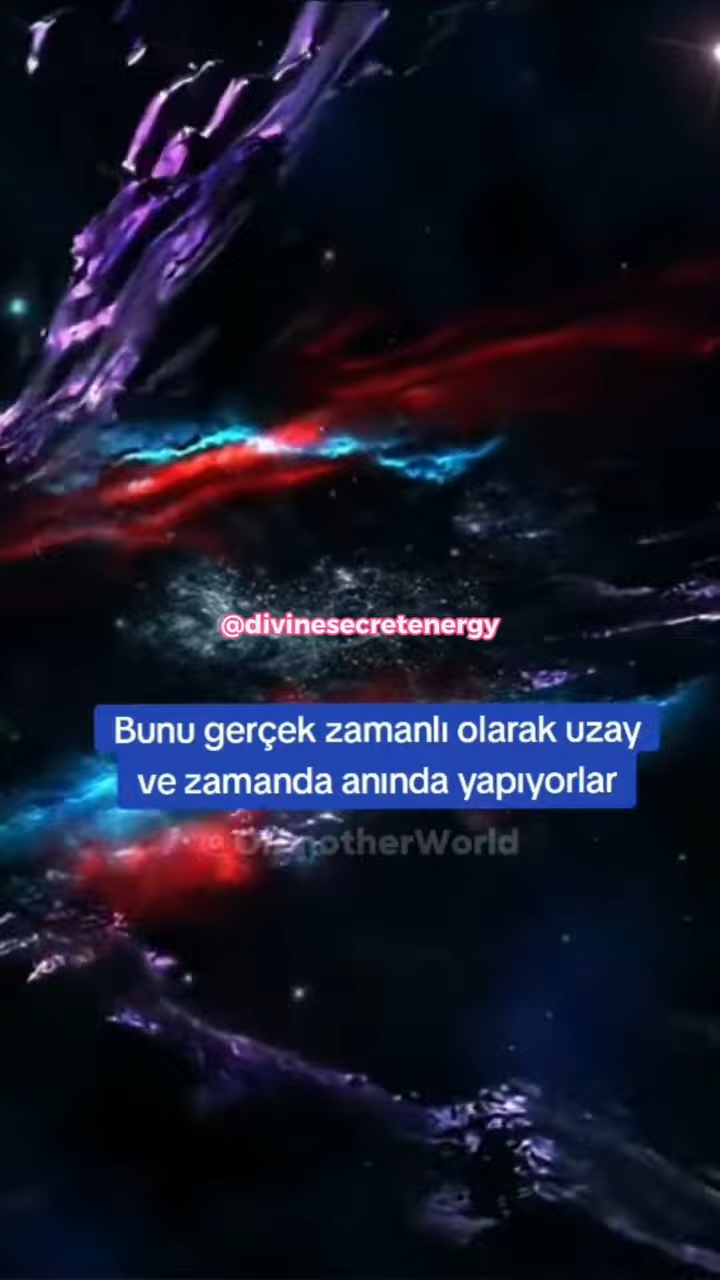 @divinesecretenergy
Bunu gerçek zamanlı olarak uzay
ve zamanda anında yapıyorlar